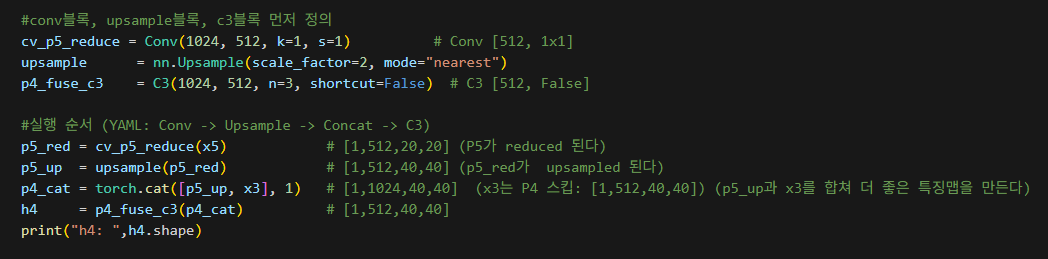 #conv블록, upsample블록, c3블록 먼저 정의
cv_p5_reduce = Conv(1024, 512, k=1, s=1)          # Conv [512, 1x1]
upsample      = nn.Upsample(scale_factor=2, mode="nearest")
p4_fuse_c3    = C3(1024, 512, n=3, shortcut=False)  # C3 [512, False]
#실행 순서 (YAML: Conv -> Upsample -> Concat -> C3)
p5_red = cv_p5_reduce(x5)            # [1,512,20,20] (P5가 reduced 된다)
p5_up  = upsample(p5_red)            # [1,512,40,40] (p5_red가  upsampled 된다)
p4_cat = torch.cat([p5_up, x3], 1)   # [1,1024,40,40]  (x3는 P4 스킵: [1,512,40,40]) (p5_up과 x3를 합쳐 더 좋은 특징맵을 만든다)
h4     = p4_fuse_c3(p4_cat)          # [1,512,40,40]
print("h4: ",h4.shape)